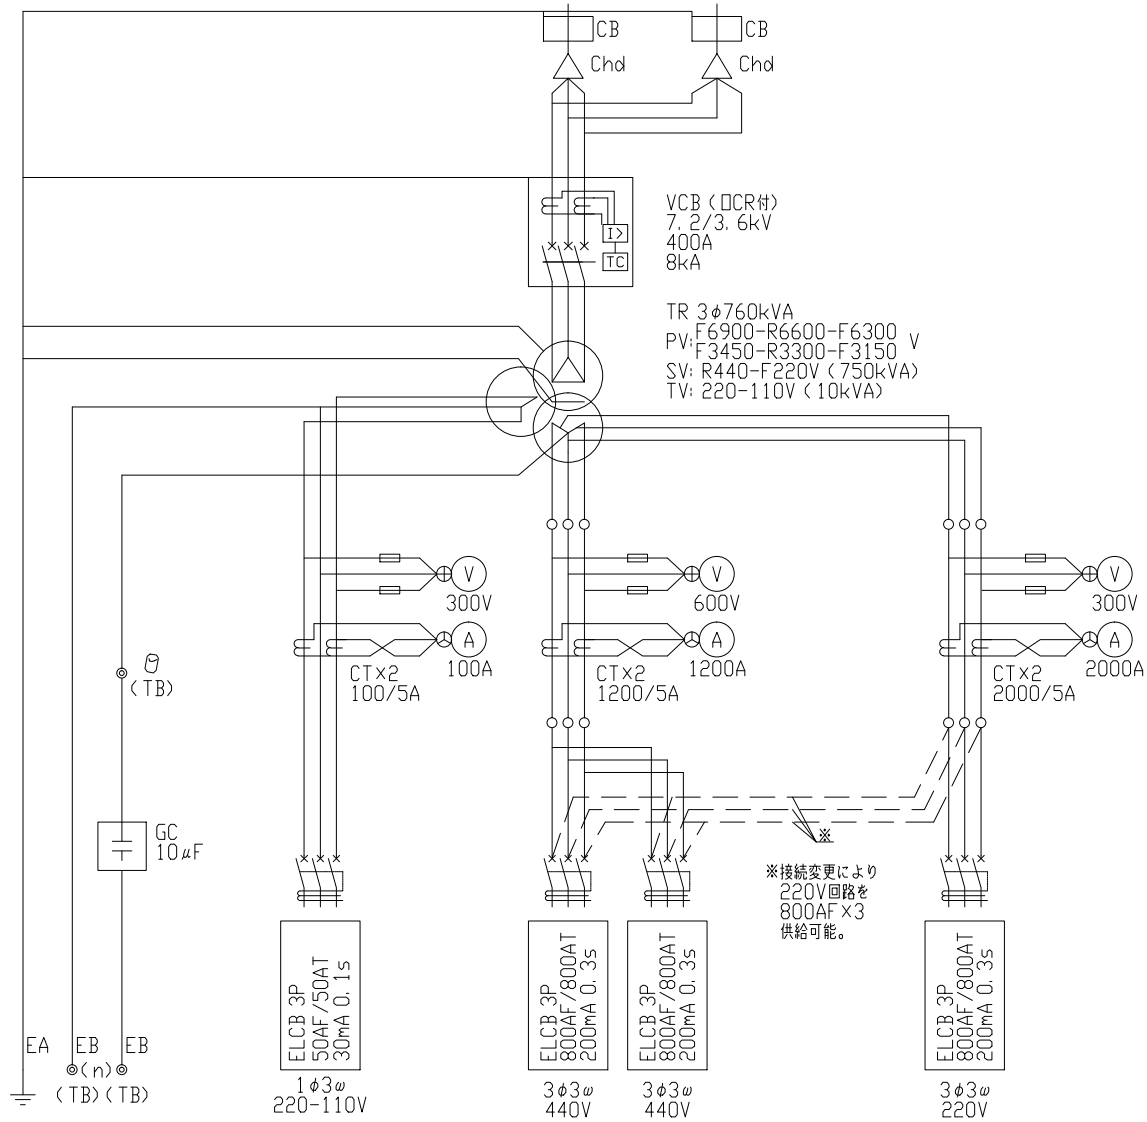 CB
CB
Chd
Chd
VCB (□CR付)
7.2/3.6kV
400A
8kA
I>
TC
TR 3φ760kVA
PV: F6900-R6600-F6300 V
F3450-R3300-F3150
SV: R440-F220V (750kVA)
TV: 220-110V (10kVA)
V
300V
V
600V
V
300V
A
100A
A
1200A
A
2000A
CT×2
100/5A
CT×2
1200/5A
CT×2
2000/5A
(TB)
GC
10μF
※
※接続変更により
220V回路を
800AF×3
供給可能。
ELCB 3P
50AF/50AT
30mA 0.1s
ELCB 3P
800AF/800AT
200mA 0.3s
ELCB 3P
800AF/800AT
200mA 0.3s
ELCB 3P
800AF/800AT
200mA 0.3s
EA
EB
EB
(n)
(TB)
(TB)
1φ3ω
220-110V
3φ3ω
440V
3φ3ω
440V
3φ3ω
220V